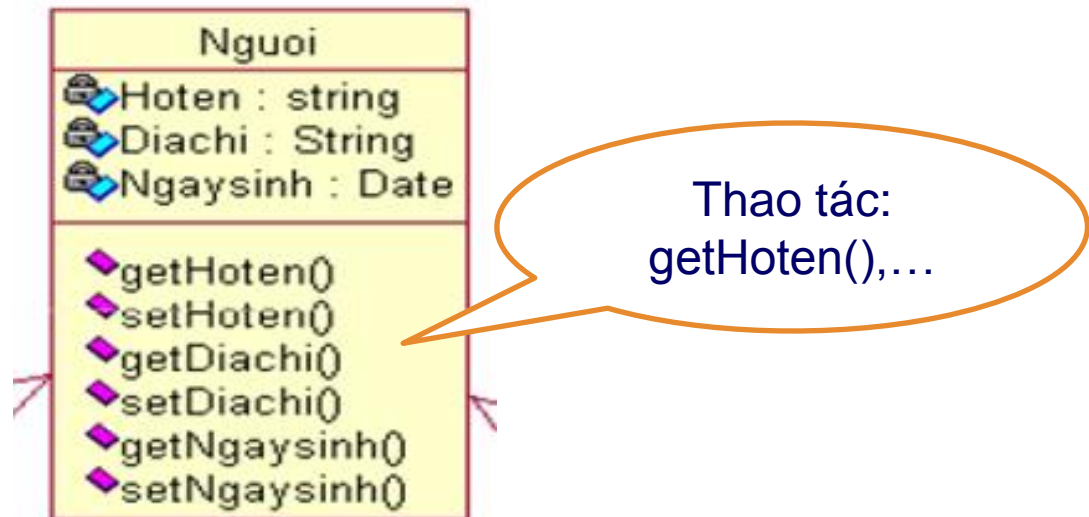 Nguoi
Hoten : string
Diachi : String
Ngaysinh : Date
getHoten()
setHoten()
getDiachi()
setDiachi()
getNgaysinh()
setNgaysinh()
Thao tác:
getHoten(),…